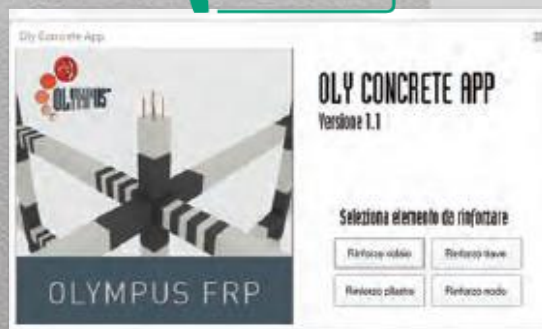 Oly Concrete App
OLYMPUS
OLY CONCRETE APP
Versione 1.1
Seleziona elemento da rinforzare
Rinforzo solaio
Rinforzo trave
Rinforzo pilastro
Rinforzo nodo
OLYMPUS FRP